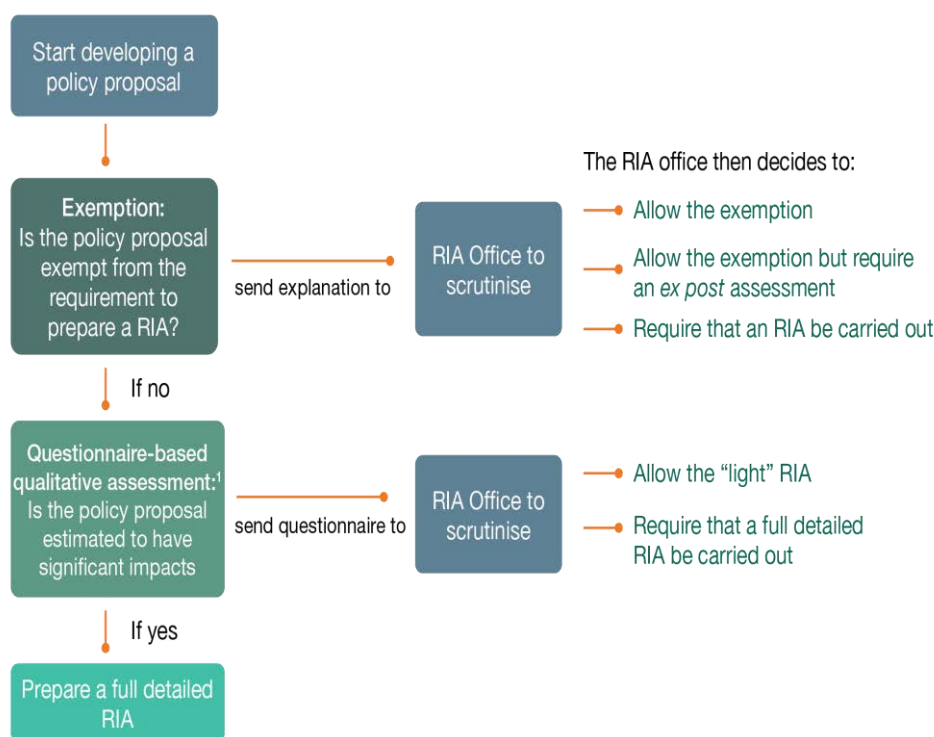 Start developing a
policy proposal
The RIA office then decides to:
Exemption:
Is the policy proposal
exempt from the
requirement to
prepare a RIA?
send explanation to
RIA Office to
scrutinise
Allow the exemption
Allow the exemption but require
an ex post assessment
Require that an RIA be carried out
If no
Questionnaire-based
qualitative assessment:¹
Is the policy proposal
estimated to have
significant impacts
send questionnaire to
RIA Office to
scrutinise
Allow the “light” RIA
Require that a full detailed
RIA be carried out
If yes
Prepare a full detailed
RIA